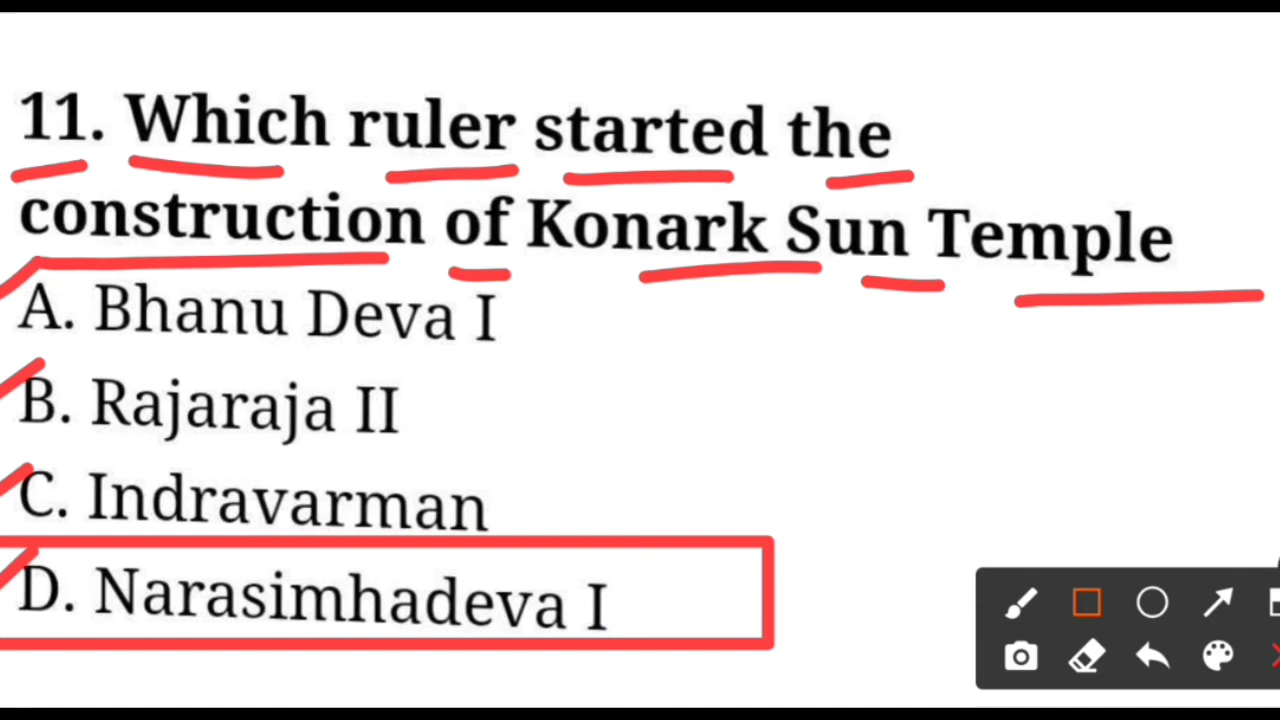 11. Which ruler started the
construction of Konark Sun Temple
A. Bhanu Deva I
B. Rajaraja II
C. Indravarman
D. Narasimhadeva I